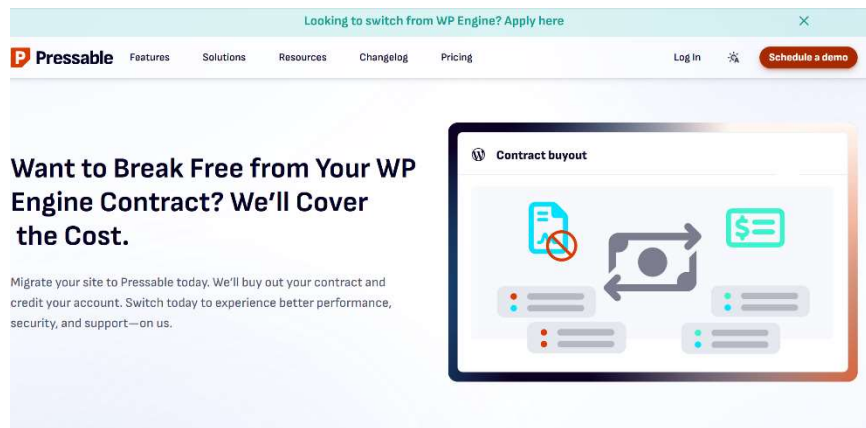 Looking to switch from WP Engine? Apply here
Pressable
Features
Solutions
Resources
Changelog
Pricing
Log In
Schedule a demo
Want to Break Free from Your WP
Engine Contract? We’ll Cover
the Cost.
Migrate your site to Pressable today. We’ll buy out your contract and
credit your account. Switch today to experience better performance,
security, and support—on us.
Contract buyout